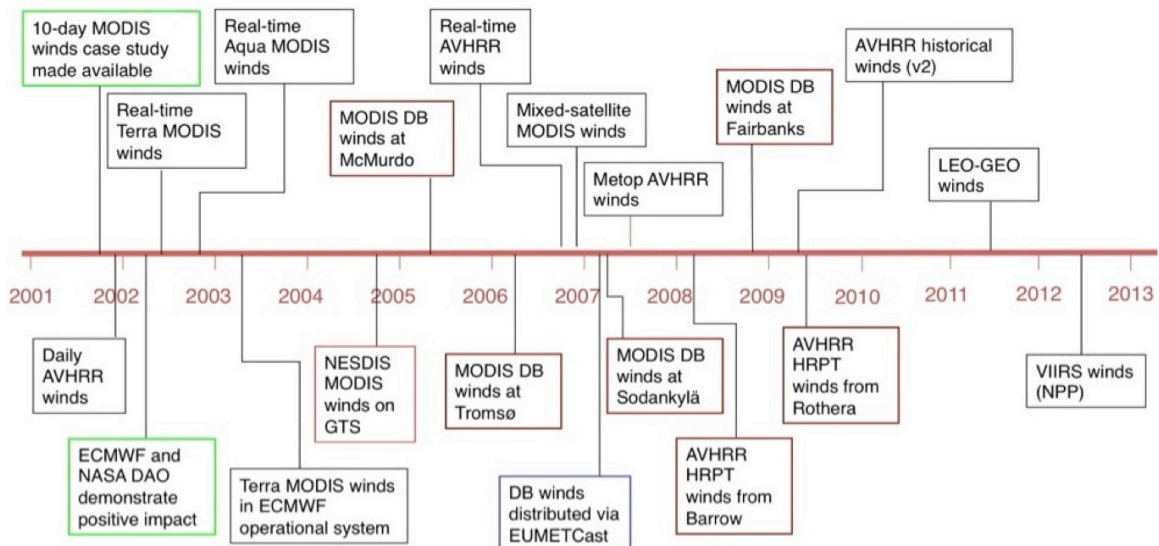 10-day MODIS
winds case study
made available
Real-time
Aqua MODIS
winds
Real-time
AVHRR
winds
AVHRR historical
winds (v2)
Real-time
Terra MODIS
winds
MODIS DB
winds at
McMurdo
Mixed-satellite
MODIS winds
MODIS DB
winds at
Fairbanks
Metop AVHRR
winds
LEO-GEO
winds
2001 2002 2003 2004 2005 2006 2007 2008 2009 2010 2011 2012 2013
Daily
AVHRR
winds
NESDIS
MODIS
winds on
GTS
MODIS DB
winds at
Tromsø
MODIS DB
winds at
Sodankylä
AVHRR
HRPT
winds from
Rothera
VIIRS winds
(NPP)
ECMWF and
NASA DAO
demonstrate
positive impact
Terra MODIS winds
in ECMWF
operational system
DB winds
distributed via
EUMETCast
AVHRR
HRPT
winds from
Barrow